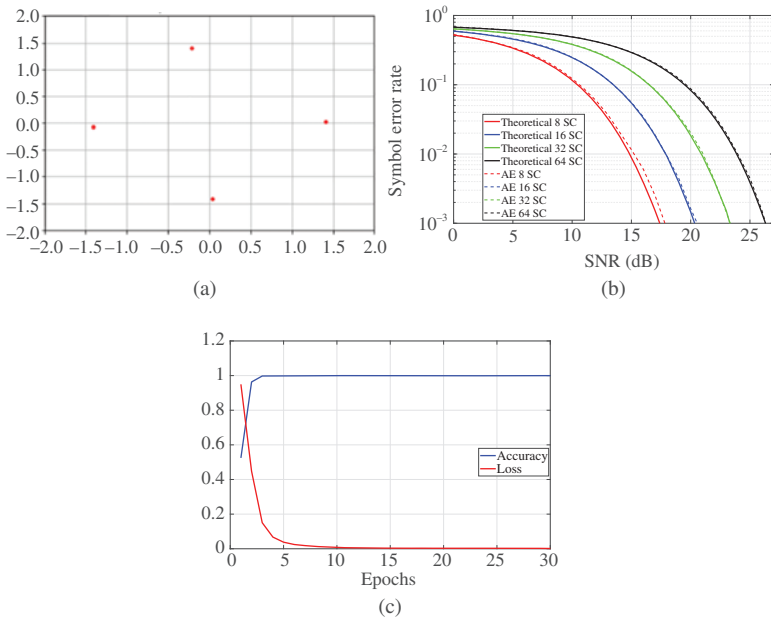 2.0
1.5
1.0
0.5
0.0
−0.5
−1.0
−1.5
−2.0
−2.0 −1.5 −1.0 −0.5 0.0 0.5 1.0 1.5 2.0
(a)
10⁰
10⁻¹
10⁻²
10⁻³
Symbol error rate
Theoretical 8 SC
Theoretical 16 SC
Theoretical 32 SC
Theoretical 64 SC
AE 8 SC
AE 16 SC
AE 32 SC
AE 64 SC
0 5 10 15 20 25
SNR (dB)
(b)
1.2
1
0.8
0.6
0.4
0.2
0
Accuracy
Loss
0 5 10 15 20 25 30
Epochs
(c)